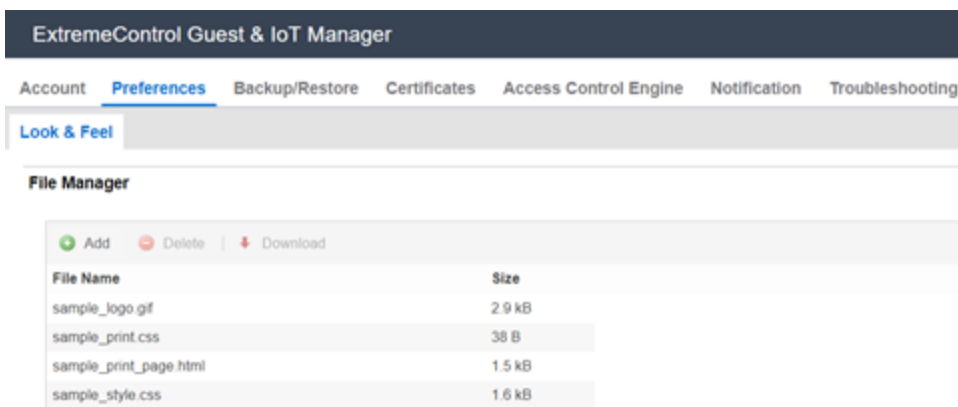 ExtremeControl Guest & IoT Manager
Account Preferences Backup/Restore Certificates Access Control Engine Notification Troubleshooting
Look & Feel
File Manager
Add Delete Download
File Name Size
sample_logo.gif 2.9 kB
sample_print.css 38 B
sample_print_page.html 1.5 kB
sample_style.css 1.6 kB